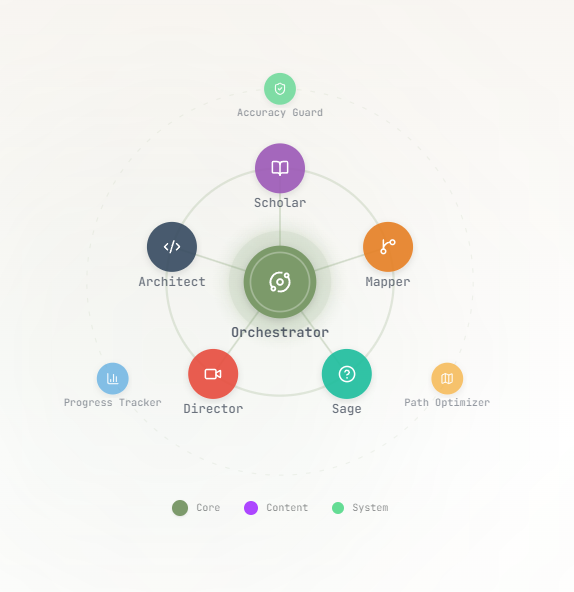 Accuracy Guard
Scholar
Architect
Mapper
Orchestrator
Progress Tracker
Director
Sage
Path Optimizer
Core
Content
System